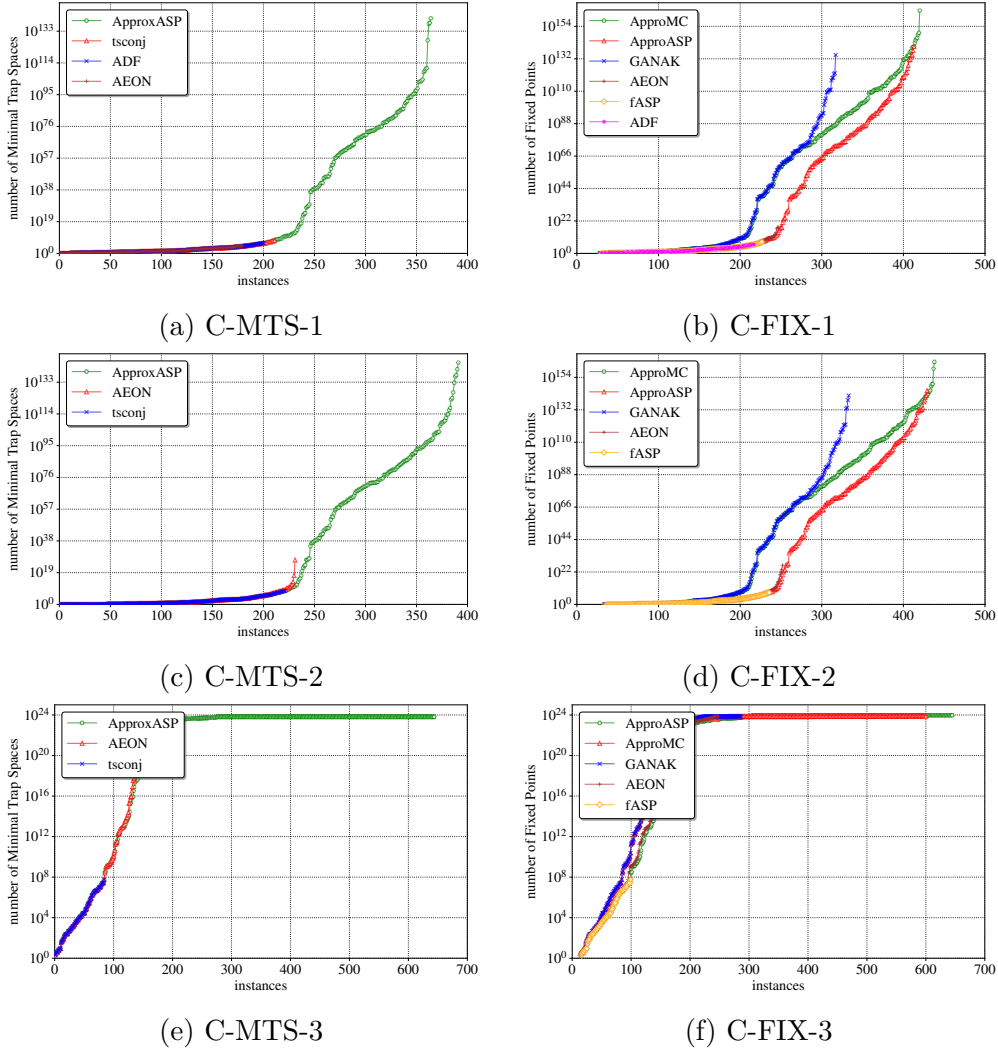 number of Minimal Trap Spaces
10^133
10^114
10^95
10^76
10^57
10^38
10^19
10^0
ApproxASP
tsconj
ADF
AEON
0 50 100 150 200 250 300 350 400
instances
(a) C-MTS-1
number of Fixed Points
10^154
10^132
10^110
10^88
10^66
10^44
10^22
10^0
ApproMC
ApproASP
GANAK
AEON
fASP
ADF
0 100 200 300 400 500
instances
(b) C-FIX-1
number of Minimal Trap Spaces
10^133
10^114
10^95
10^76
10^57
10^38
10^19
10^0
ApproxASP
AEON
tsconj
0 50 100 150 200 250 300 350 400
instances
(c) C-MTS-2
number of Fixed Points
10^154
10^132
10^110
10^88
10^66
10^44
10^22
10^0
ApproMC
ApproASP
GANAK
AEON
fASP
0 100 200 300 400 500
instances
(d) C-FIX-2
number of Minimal Trap Spaces
10^24
10^20
10^16
10^12
10^8
10^4
10^0
ApproxASP
AEON
tsconj
0 100 200 300 400 500 600 700
instances
(e) C-MTS-3
number of Fixed Points
10^24
10^20
10^16
10^12
10^8
10^4
10^0
ApproASP
ApproMC
GANAK
AEON
fASP
0 100 200 300 400 500 600 700
instances
(f) C-FIX-3